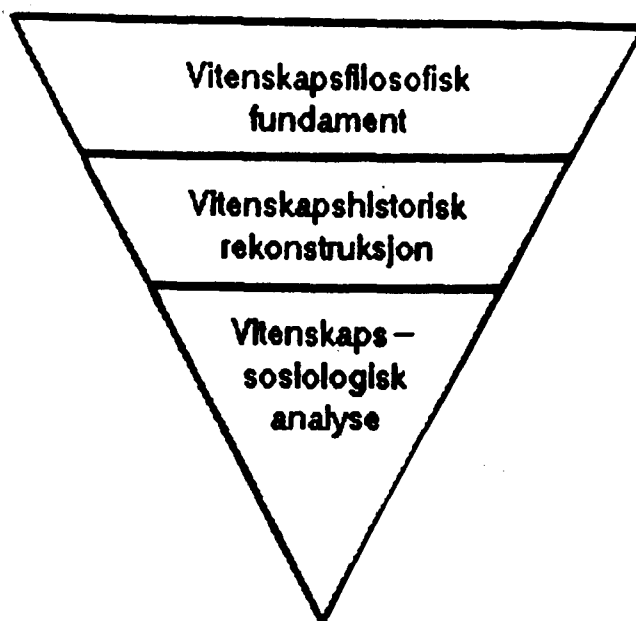 Vitenskapsfilosofisk
fundament
Vitenskapshistorisk
rekonstruksjon
Vitenskaps –
sosiologisk
analyse